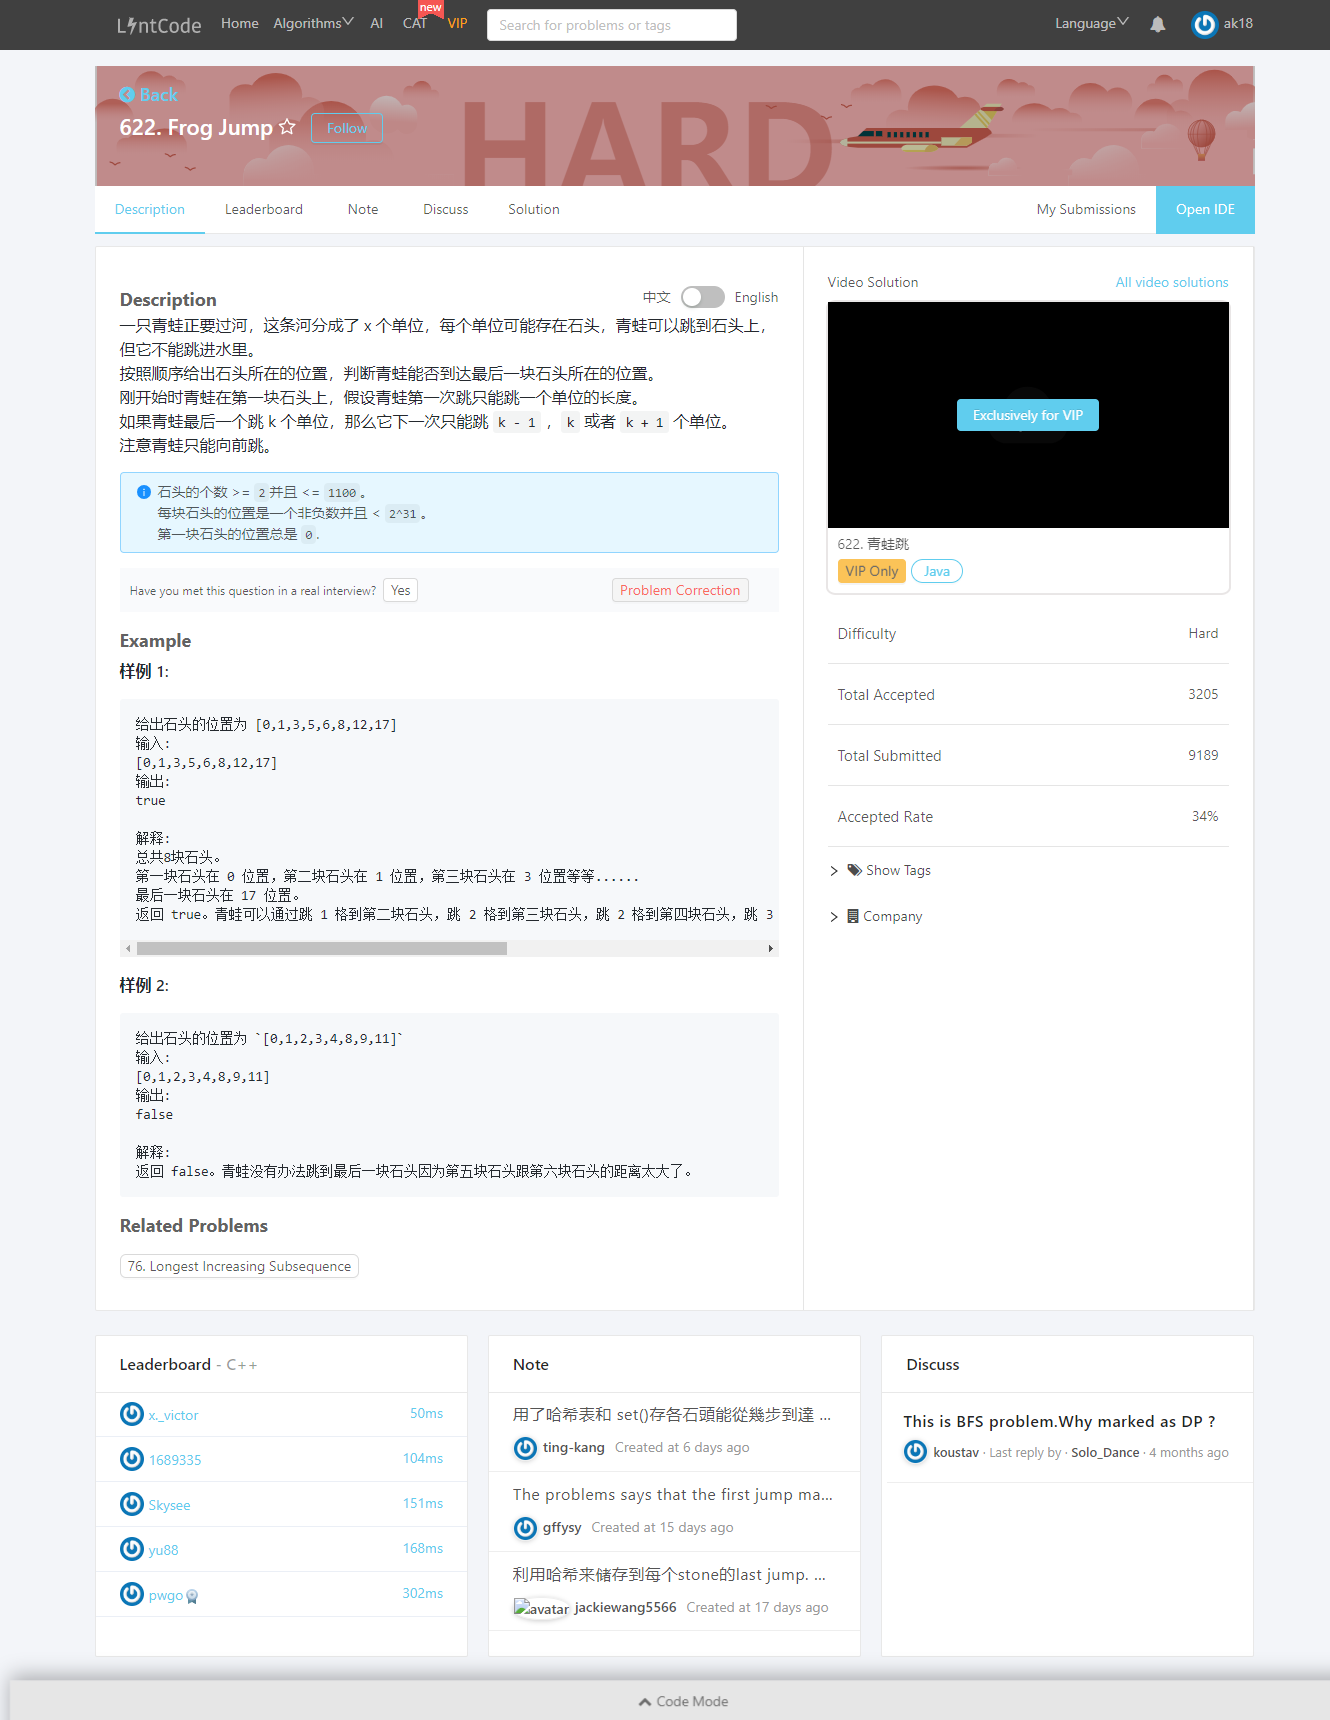 LintCode
Home
Algorithms
AI
CAT
new
VIP
Search for problems or tags
Language
ak18
Back
622. Frog Jump
Follow
HARD
Description
Leaderboard
Note
Discuss
Solution
My Submissions
Open IDE
Description
中文
English
一只青蛙正要过河，这条河分成了 x 个单位，每个单位可能存在石头，青蛙可以跳到石头上，
但它不能跳进水里。
按照顺序给出石头所在的位置，判断青蛙能否到达最后一块石头所在的位置。
刚开始时青蛙在第一块石头上，假设青蛙第一次跳只能跳一个单位的长度。
如果青蛙最后一个跳 k 个单位，那么它下一次只能跳 k - 1 ，k 或者 k + 1 个单位。
注意青蛙只能向前跳。
石头的个数 >= 2 并且 <= 1100 。
每块石头的位置是一个非负数并且 < 2^31 。
第一块石头的位置总是 0 .
Have you met this question in a real interview?
Yes
Problem Correction
Example
样例 1:
给出石头的位置为 [0,1,3,5,6,8,12,17]
输入:
[0,1,3,5,6,8,12,17]
输出:
true
解释:
总共8块石头。
第一块石头在 0 位置，第二块石头在 1 位置，第三块石头在 3 位置等等......
最后一块石头在 17 位置。
返回 true。青蛙可以通过跳 1 格到第二块石头，跳 2 格到第三块石头，跳 2 格到第四块石头，跳 3
样例 2:
给出石头的位置为 `[0,1,2,3,4,8,9,11]`
输入:
[0,1,2,3,4,8,9,11]
输出:
false
解释:
返回 false。青蛙没有办法跳到最后一块石头因为第五块石头跟第六块石头的距离太大了。
Related Problems
76. Longest Increasing Subsequence
Video Solution
All video solutions
Exclusively for VIP
622. 青蛙跳
VIP Only
Java
Difficulty
Hard
Total Accepted
3205
Total Submitted
9189
Accepted Rate
34%
Show Tags
Company
Leaderboard - C++
x._victor
50ms
1689335
104ms
Skysee
151ms
yu88
168ms
pwgo
302ms
Note
用了哈希表和 set()存各石頭能從幾步到達 ...
ting-kang Created at 6 days ago
The problems says that the first jump ma...
gffysy Created at 15 days ago
利用哈希来储存到每个stone的last jump. ...
avatar jackiewang5566 Created at 17 days ago
Discuss
This is BFS problem.Why marked as DP ?
koustav · Last reply by · Solo_Dance · 4 months ago
Code Mode